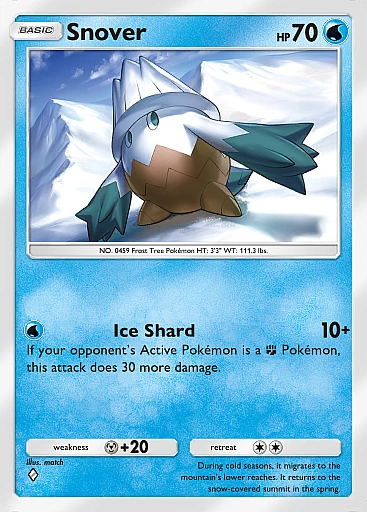 BASIC Snover HP 70
NO. 0459 Frost Tree Pokémon HT: 3'3" WT: 111.3 lbs.
Ice Shard 10+
If your opponent's Active Pokémon is a Pokémon,
this attack does 30 more damage.
weakness +20 retreat
Illus. match
During cold seasons, it migrates to the
mountain's lower reaches. It returns to the
snow-covered summit in the spring.